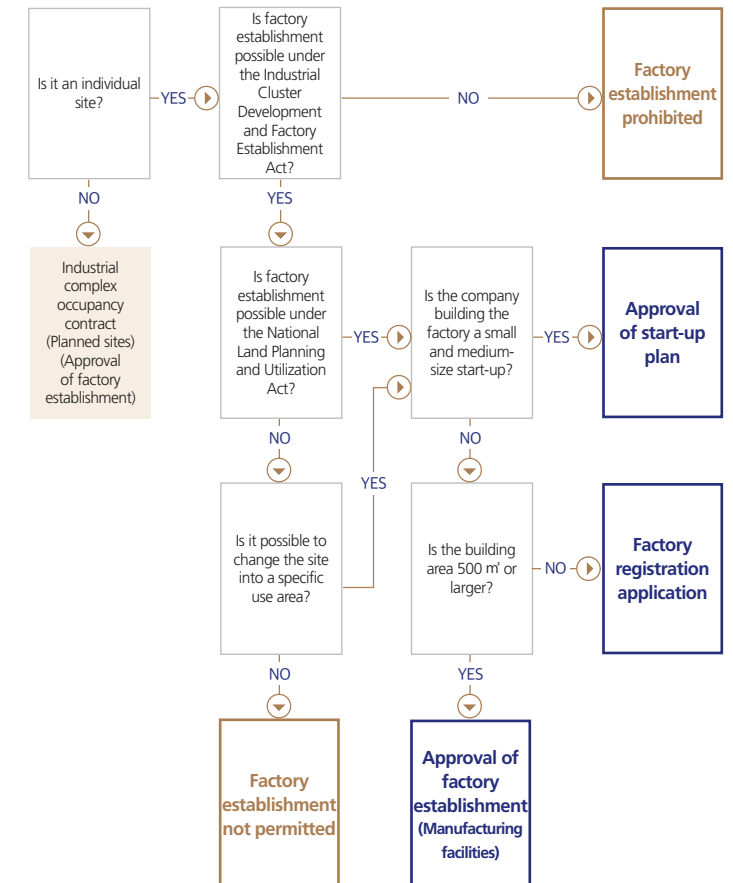 Is it an individual
site?
YES
Is factory
establishment
possible under
the Industrial
Cluster
Development
and Factory
Establishment
Act?
NO
Factory
establishment
prohibited
NO
YES
Industrial
complex
occupancy
contract
(Planned sites)
(Approval
of factory
establishment)
Is factory
establishment
possible under
the National
Land Planning
and Utilization
Act?
YES
Is the company
building the
factory a small
and medium-
size start-up?
YES
Approval
of start-up
plan
NO
YES
NO
Is it possible to
change the site
into a specific
use area?
Is the building
area 500 ㎡ or
larger?
NO
Factory
registration
application
NO
YES
Factory
establishment
not permitted
Approval of
factory
establishment
(Manufacturing
facilities)